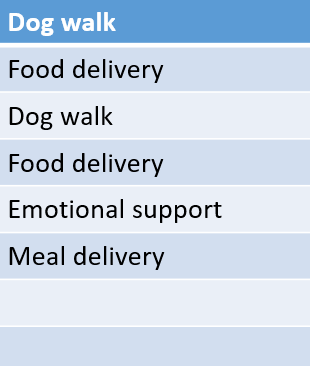 Dog walk
Food delivery
Dog walk
Food delivery
Emotional support
Meal delivery